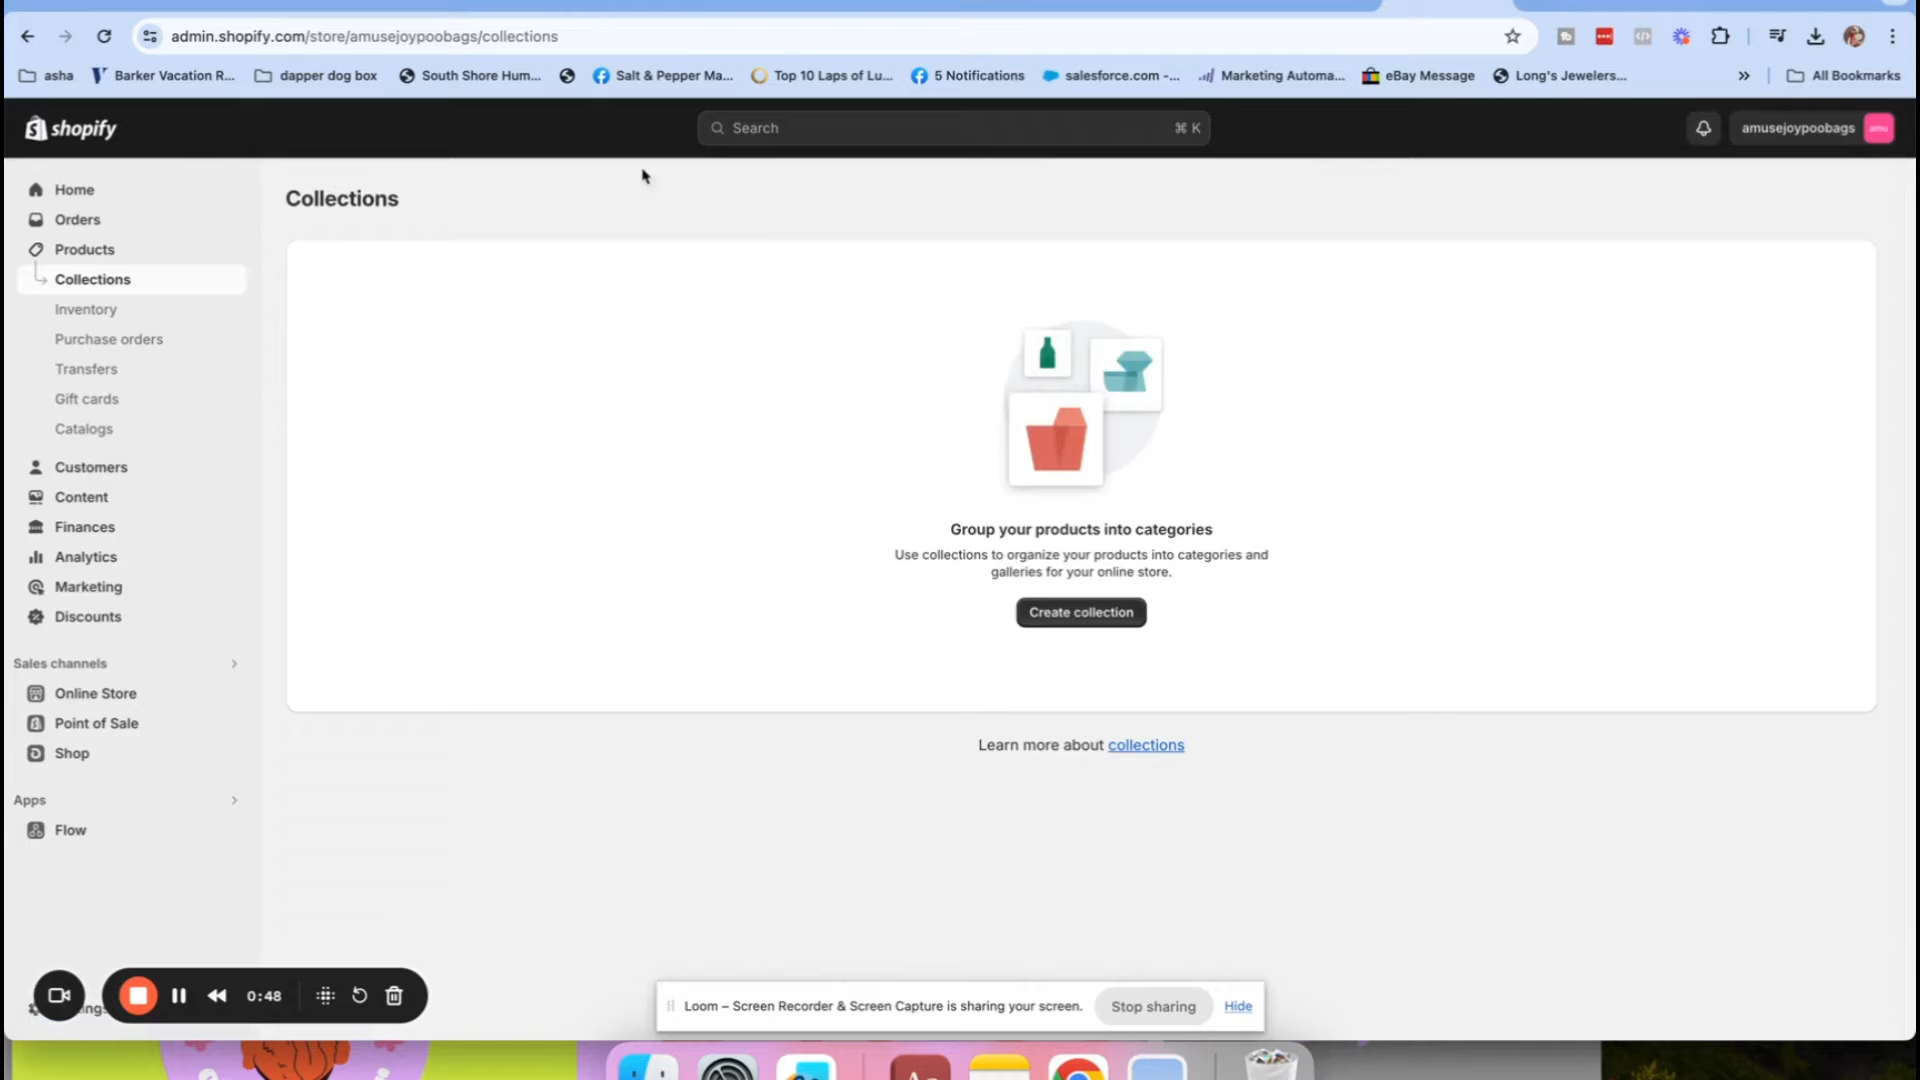 admin.shopify.com/store/amusejoypoobags/collections
asha
Barker Vacation R...
dapper dog box
South Shore Hum...
Salt & Pepper Ma...
Top 10 Laps of Lu...
5 Notifications
salesforce.com -...
Marketing Automa...
eBay Message
Long's Jewelers...
»
All Bookmarks
shopify
Search
⌘ K
amusejoypoobags
amu
Home
Orders
Products
Collections
Inventory
Purchase orders
Transfers
Gift cards
Catalogs
Customers
Content
Finances
Analytics
Marketing
Discounts
Sales channels
Online Store
Point of Sale
Shop
Apps
Flow
Collections
Group your products into categories
Use collections to organize your products into categories and
galleries for your online store.
Create collection
Learn more about collections
0:48
Loom – Screen Recorder & Screen Capture is sharing your screen.
Stop sharing
Hide